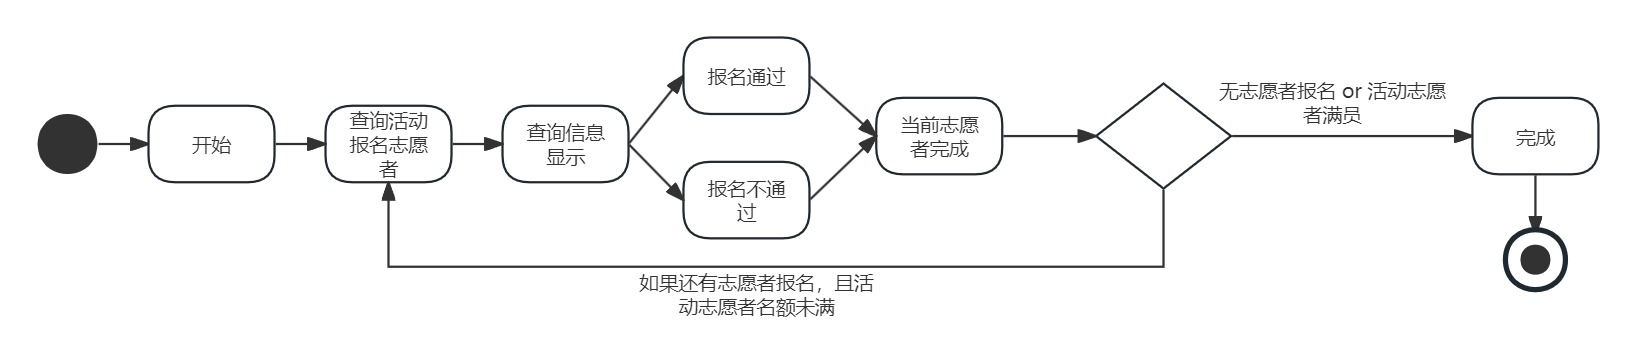 开始
查询活动
报名志愿
者
查询信息
显示
报名通过
报名不通
过
当前志愿
者完成
无志愿者报名 or 活动志愿
者满员
完成
如果还有志愿者报名，且活
动志愿者名额未满